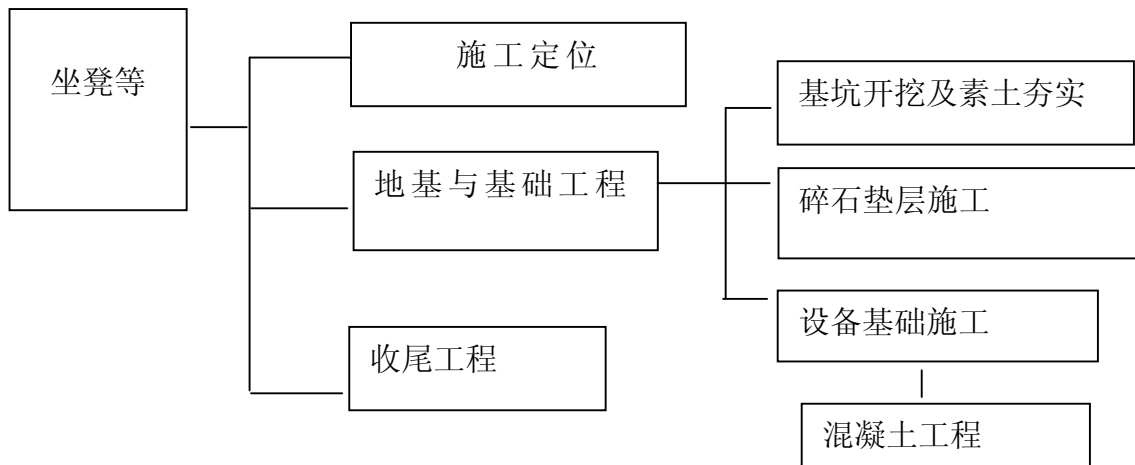 坐凳等
施工定位
地基与基础工程
收尾工程
基坑开挖及素土夯实
碎石垫层施工
设备基础施工
混凝土工程